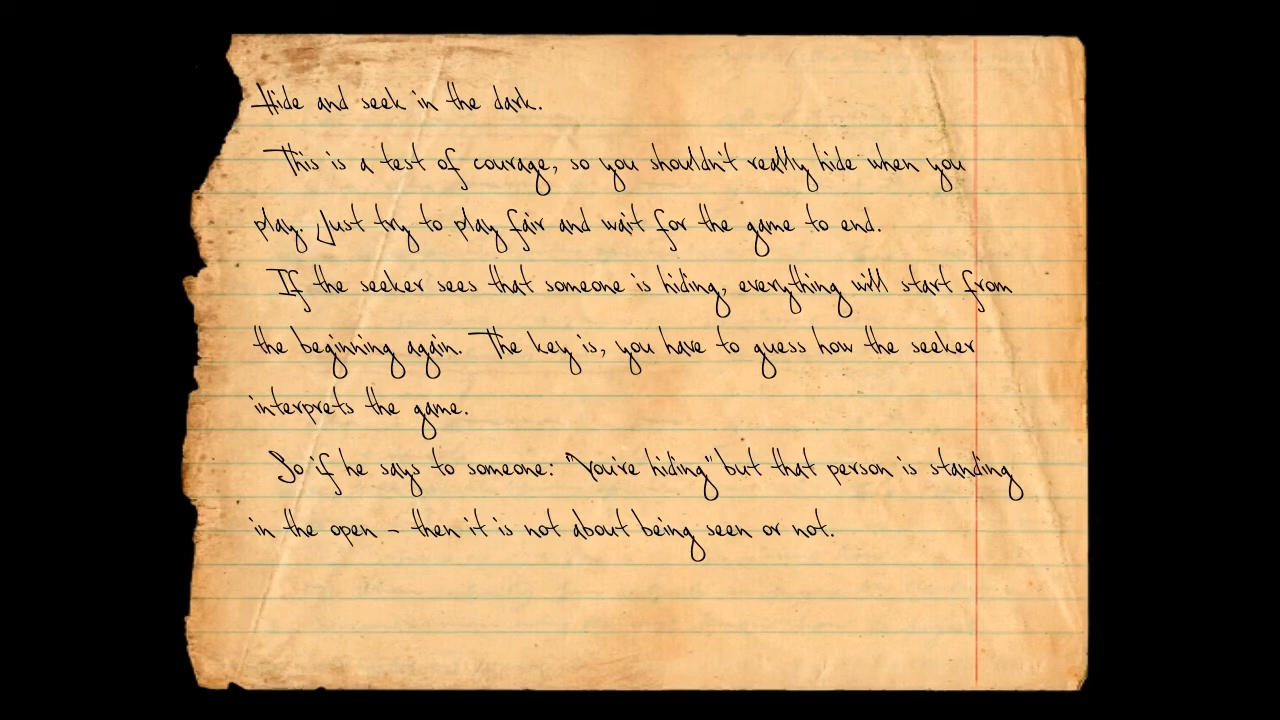 Hide and seek in the dark.
This is a test of courage, so you shouldn't really hide when you
play. Just try to play fair and wait for the game to end.
If the seeker sees that someone is hiding, everything will start from
the beginning again. The key is, you have to guess how the seeker
interprets the game.
So if he says to someone: "You're hiding" but that person is standing
in the open - then it is not about being seen or not.